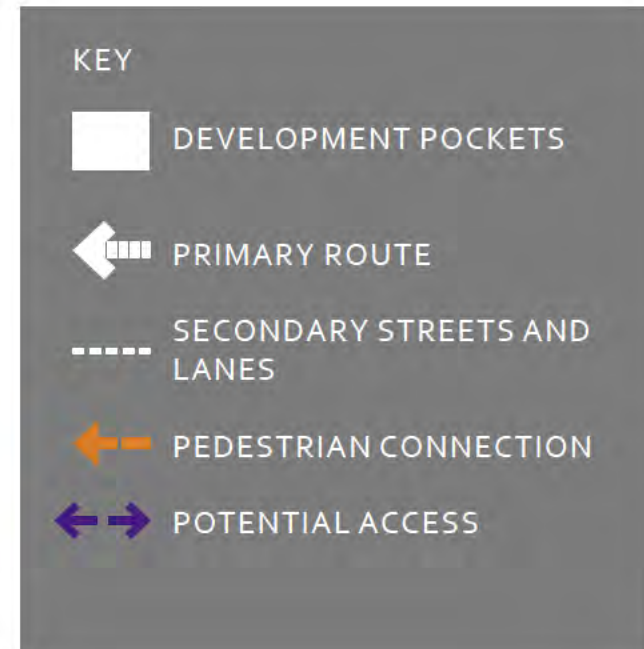 KEY
DEVELOPMENT POCKETS
PRIMARY ROUTE
SECONDARY STREETS AND
LANES
PEDESTRIAN CONNECTION
POTENTIAL ACCESS